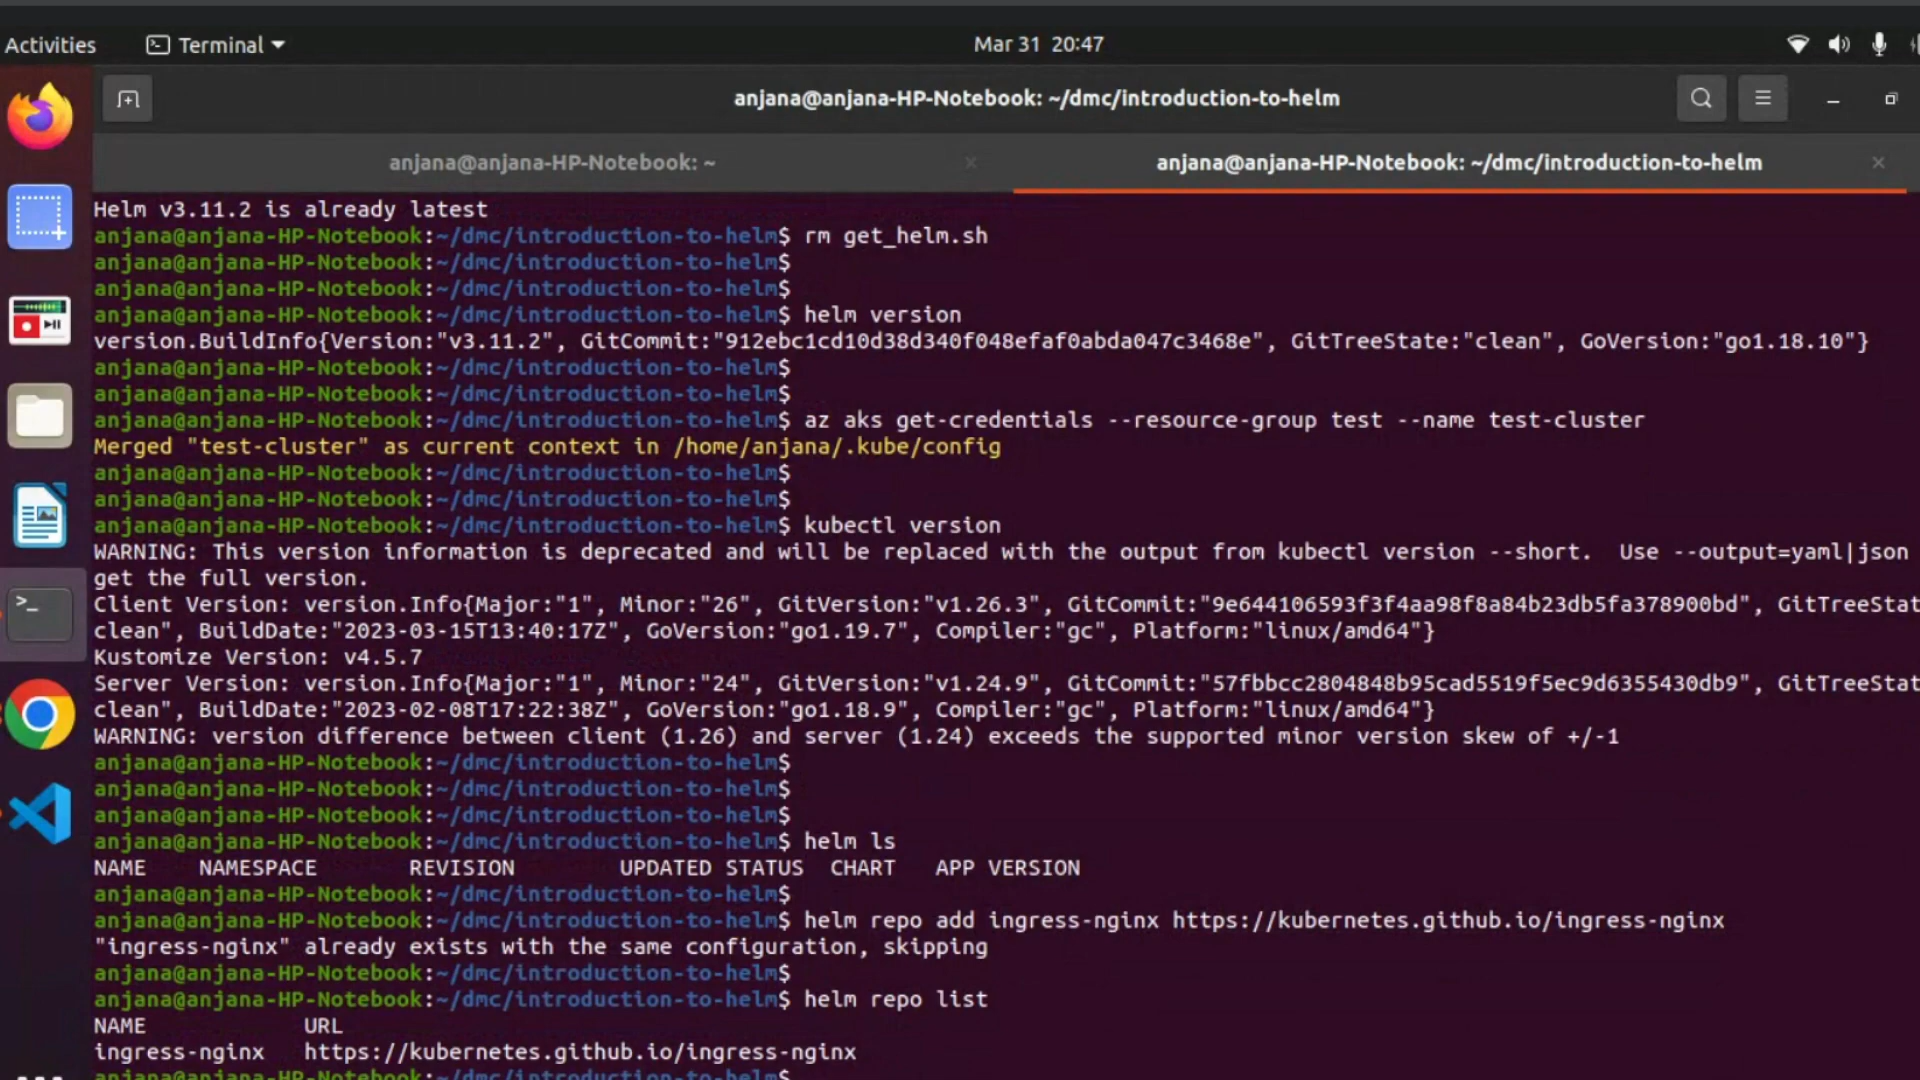 Activities
Terminal
Mar 31 20:47
anjana@anjana-HP-Notebook: ~/dmc/introduction-to-helm
anjana@anjana-HP-Notebook: ~
anjana@anjana-HP-Notebook: ~/dmc/introduction-to-helm
Helm v3.11.2 is already latest
anjana@anjana-HP-Notebook:~/dmc/introduction-to-helm$ rm get_helm.sh
anjana@anjana-HP-Notebook:~/dmc/introduction-to-helm$
anjana@anjana-HP-Notebook:~/dmc/introduction-to-helm$
anjana@anjana-HP-Notebook:~/dmc/introduction-to-helm$ helm version
version.BuildInfo{Version:"v3.11.2", GitCommit:"912ebc1cd10d38d340f048efaf0abda047c3468e", GitTreeState:"clean", GoVersion:"go1.18.10"}
anjana@anjana-HP-Notebook:~/dmc/introduction-to-helm$
anjana@anjana-HP-Notebook:~/dmc/introduction-to-helm$
anjana@anjana-HP-Notebook:~/dmc/introduction-to-helm$ az aks get-credentials --resource-group test --name test-cluster
Merged "test-cluster" as current context in /home/anjana/.kube/config
anjana@anjana-HP-Notebook:~/dmc/introduction-to-helm$
anjana@anjana-HP-Notebook:~/dmc/introduction-to-helm$
anjana@anjana-HP-Notebook:~/dmc/introduction-to-helm$ kubectl version
WARNING: This version information is deprecated and will be replaced with the output from kubectl version --short.  Use --output=yaml|json
get the full version.
Client Version: version.Info{Major:"1", Minor:"26", GitVersion:"v1.26.3", GitCommit:"9e644106593f3f4aa98f8a84b23db5fa378900bd", GitTreeStat
clean", BuildDate:"2023-03-15T13:40:17Z", GoVersion:"go1.19.7", Compiler:"gc", Platform:"linux/amd64"}
Kustomize Version: v4.5.7
Server Version: version.Info{Major:"1", Minor:"24", GitVersion:"v1.24.9", GitCommit:"57fbbcc2804848b95cad5519f5ec9d6355430db9", GitTreeStat
clean", BuildDate:"2023-02-08T17:22:38Z", GoVersion:"go1.18.9", Compiler:"gc", Platform:"linux/amd64"}
WARNING: version difference between client (1.26) and server (1.24) exceeds the supported minor version skew of +/-1
anjana@anjana-HP-Notebook:~/dmc/introduction-to-helm$
anjana@anjana-HP-Notebook:~/dmc/introduction-to-helm$
anjana@anjana-HP-Notebook:~/dmc/introduction-to-helm$
anjana@anjana-HP-Notebook:~/dmc/introduction-to-helm$ helm ls
NAME    NAMESPACE       REVISION        UPDATED STATUS  CHART   APP VERSION
anjana@anjana-HP-Notebook:~/dmc/introduction-to-helm$
anjana@anjana-HP-Notebook:~/dmc/introduction-to-helm$ helm repo add ingress-nginx https://kubernetes.github.io/ingress-nginx
"ingress-nginx" already exists with the same configuration, skipping
anjana@anjana-HP-Notebook:~/dmc/introduction-to-helm$
anjana@anjana-HP-Notebook:~/dmc/introduction-to-helm$ helm repo list
NAME            URL
ingress-nginx   https://kubernetes.github.io/ingress-nginx
anjana@anjana-HP-Notebook:~/dmc/introduction-to-helm$